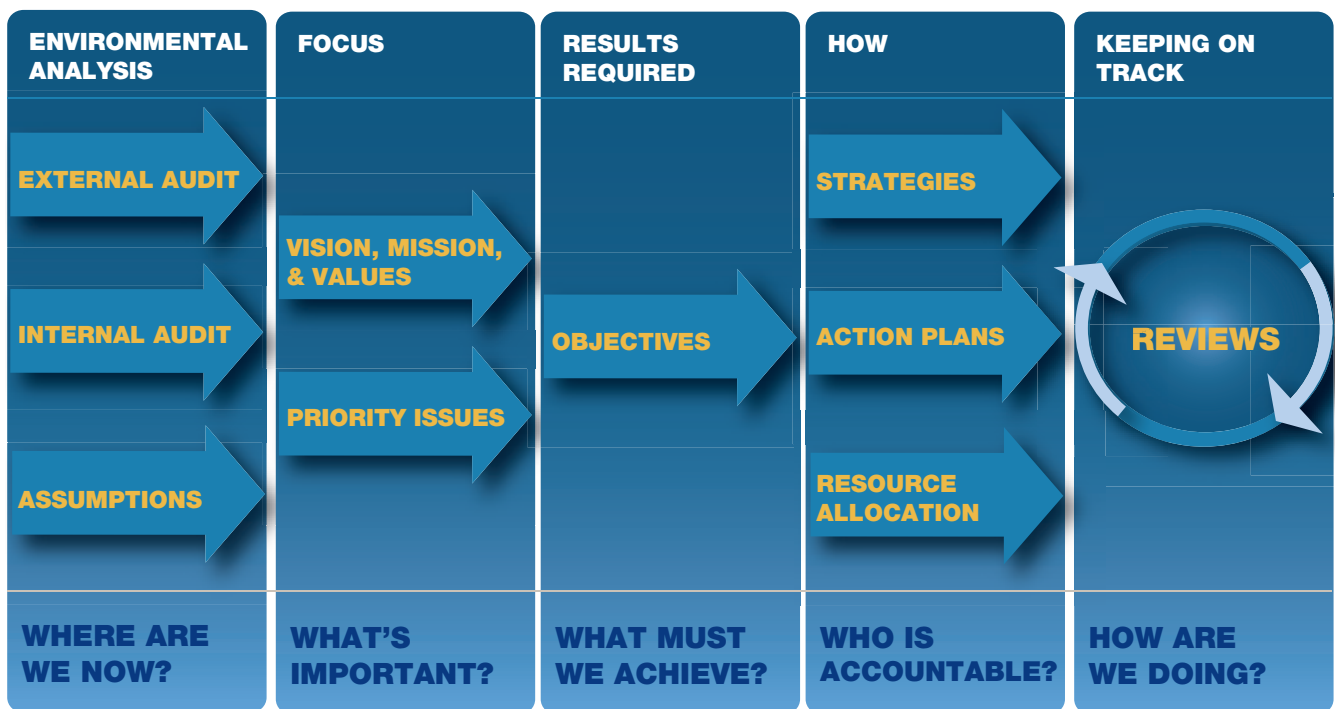 ENVIRONMENTAL
ANALYSIS
EXTERNAL AUDIT
INTERNAL AUDIT
ASSUMPTIONS
WHERE ARE
WE NOW?
FOCUS
VISION, MISSION,
& VALUES
PRIORITY ISSUES
WHAT'S
IMPORTANT?
RESULTS
REQUIRED
OBJECTIVES
WHAT MUST
WE ACHIEVE?
HOW
STRATEGIES
ACTION PLANS
RESOURCE
ALLOCATION
WHO IS
ACCOUNTABLE?
KEEPING ON
TRACK
REVIEWS
HOW ARE
WE DOING?